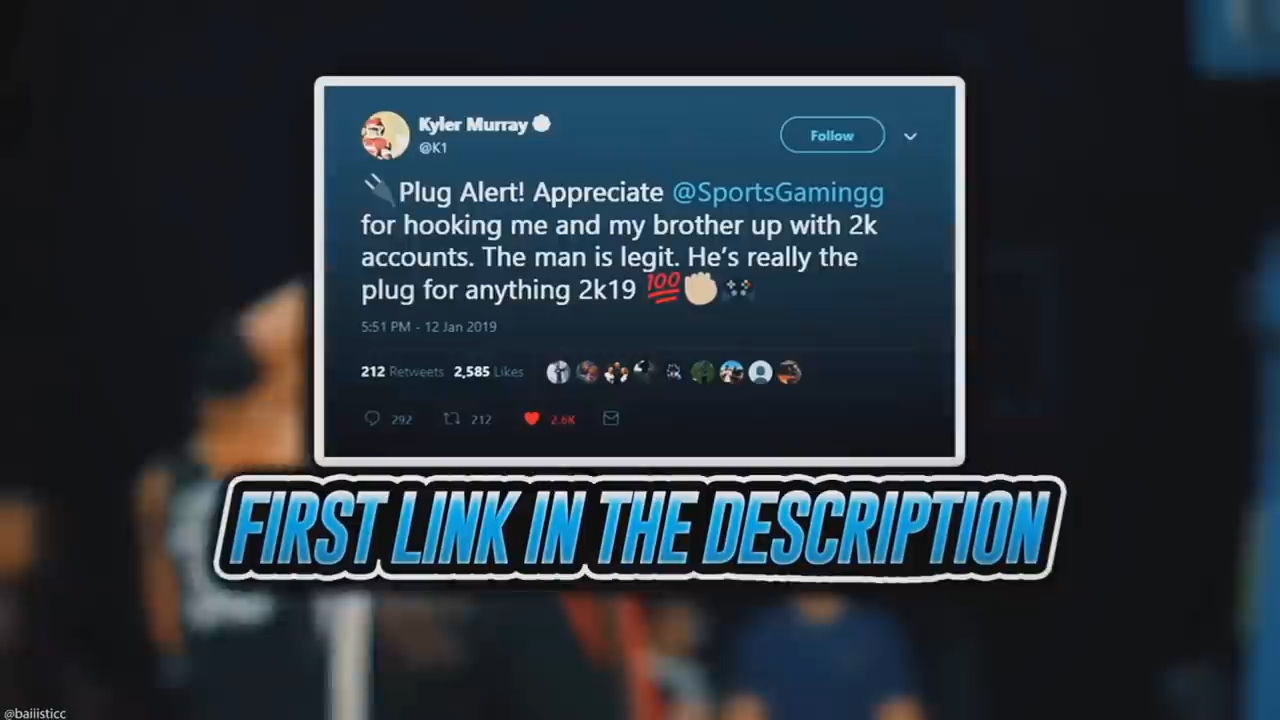 Kyler Murray
@K1
Follow
Plug Alert! Appreciate @SportsGamingg
for hooking me and my brother up with 2k
accounts. The man is legit. He's really the
plug for anything 2k19 💯✊🏼🎮
5:51 PM - 12 Jan 2019
212 Retweets 2,585 Likes
292 212 2.6K
FIRST LINK IN THE DESCRIPTION
@bailisticc